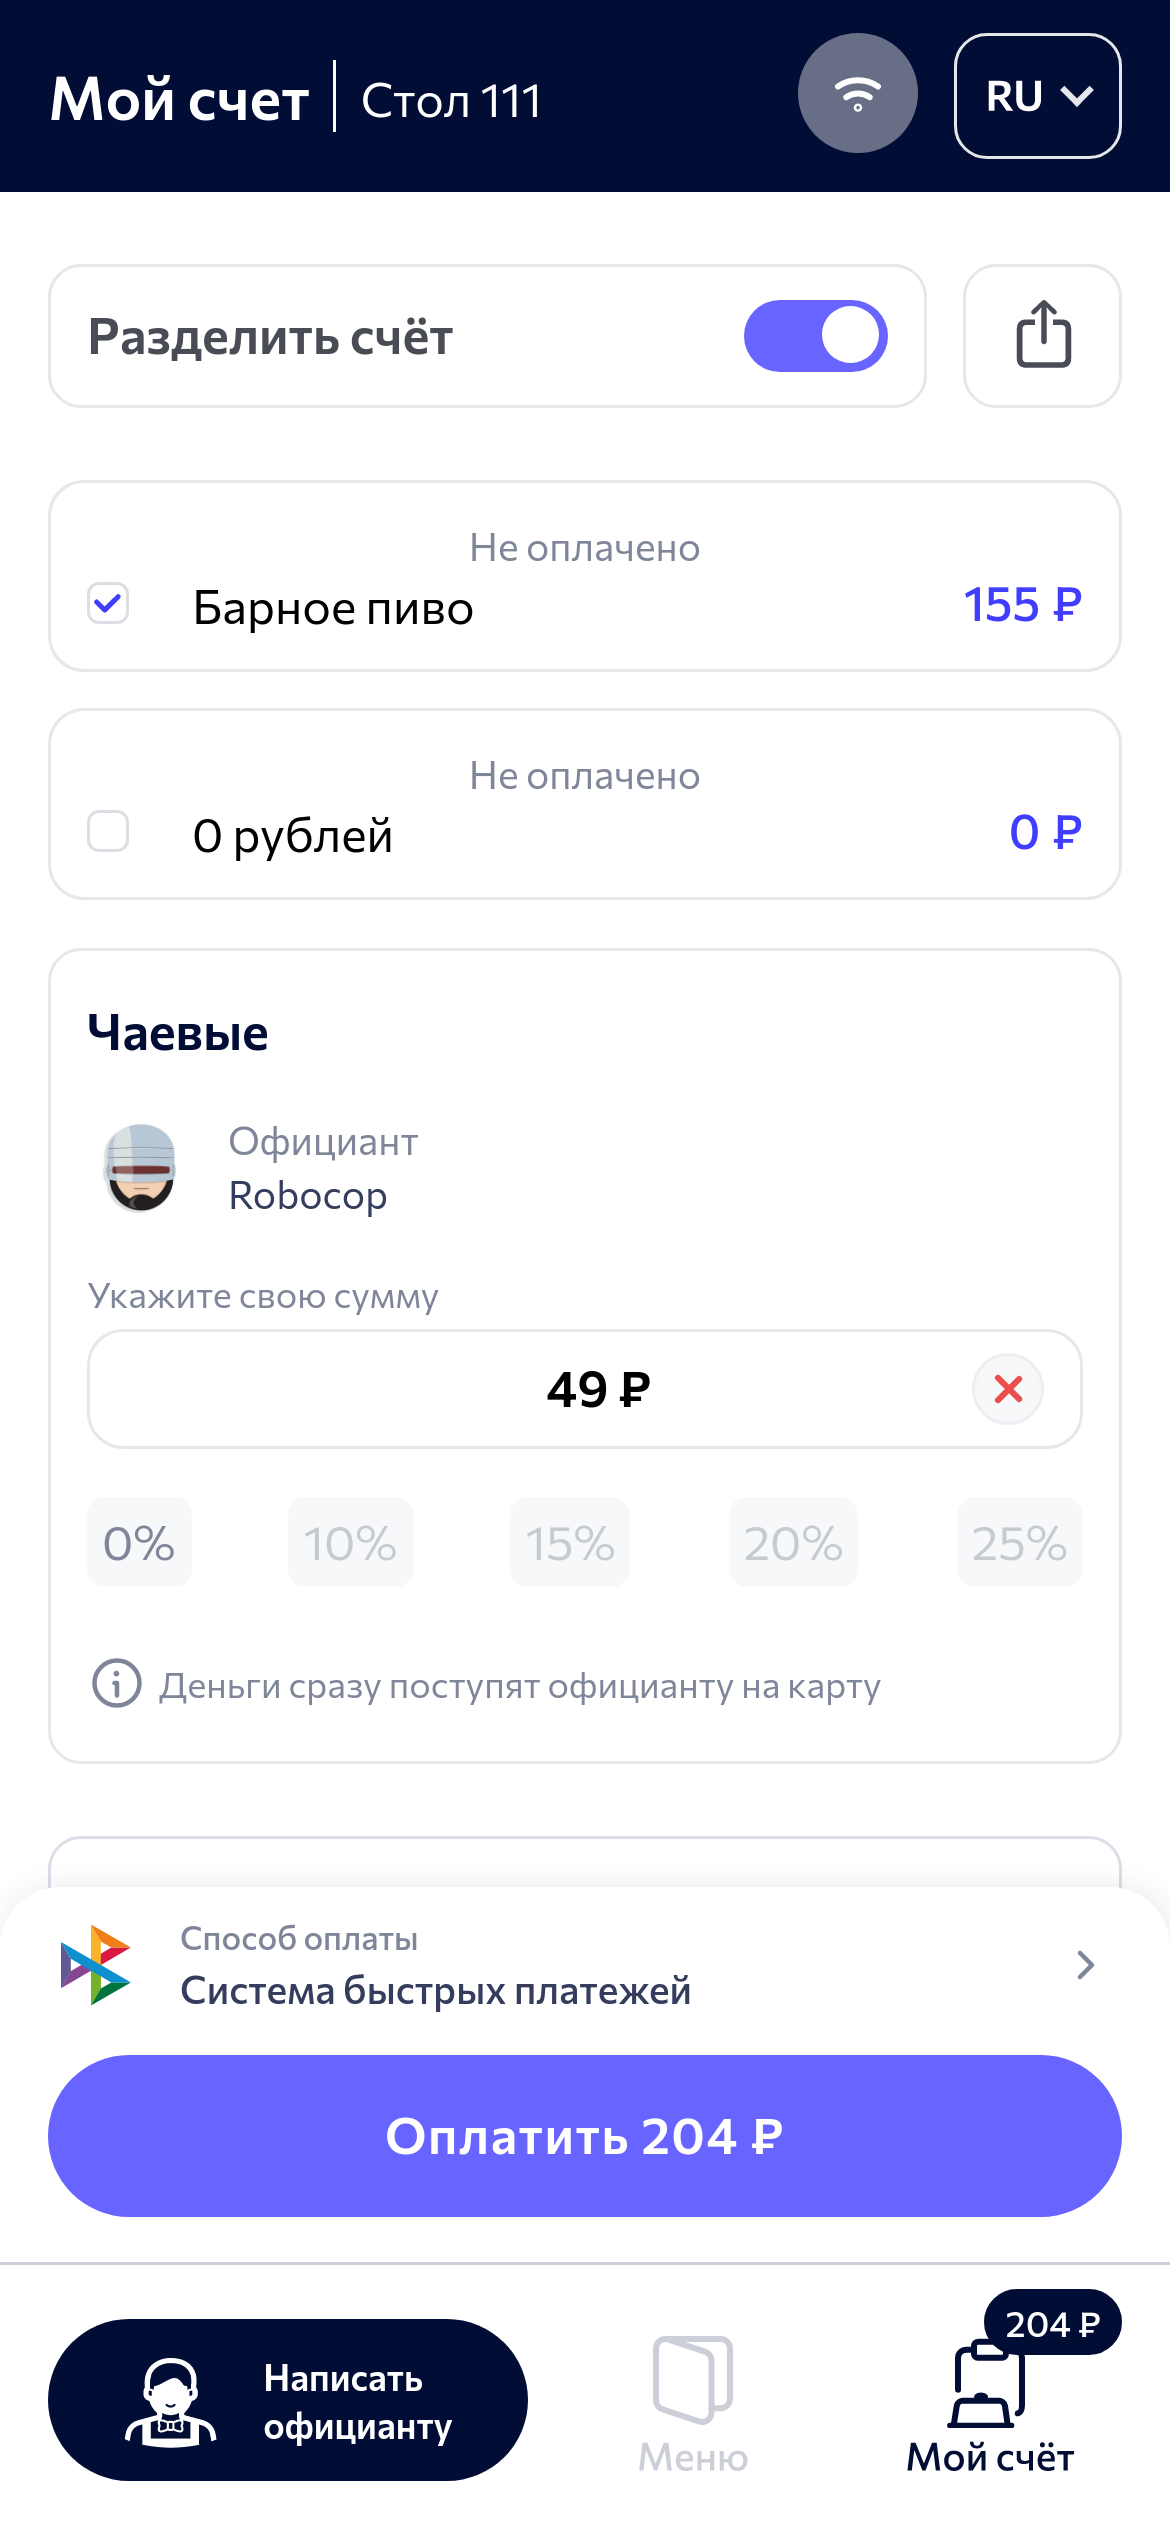 Мой счет
Стол 111
RU
Разделить счёт
Не оплачено
Барное пиво
155 ₽
Не оплачено
0 рублей
0 ₽
Чаевые
Официант
Robocop
Укажите свою сумму
49 ₽
0% 10% 15% 20% 25%
Деньги сразу поступят официанту на карту
Способ оплаты
Система быстрых платежей
Оплатить 204 ₽
Написать
официанту
Меню
204 ₽
Мой счёт